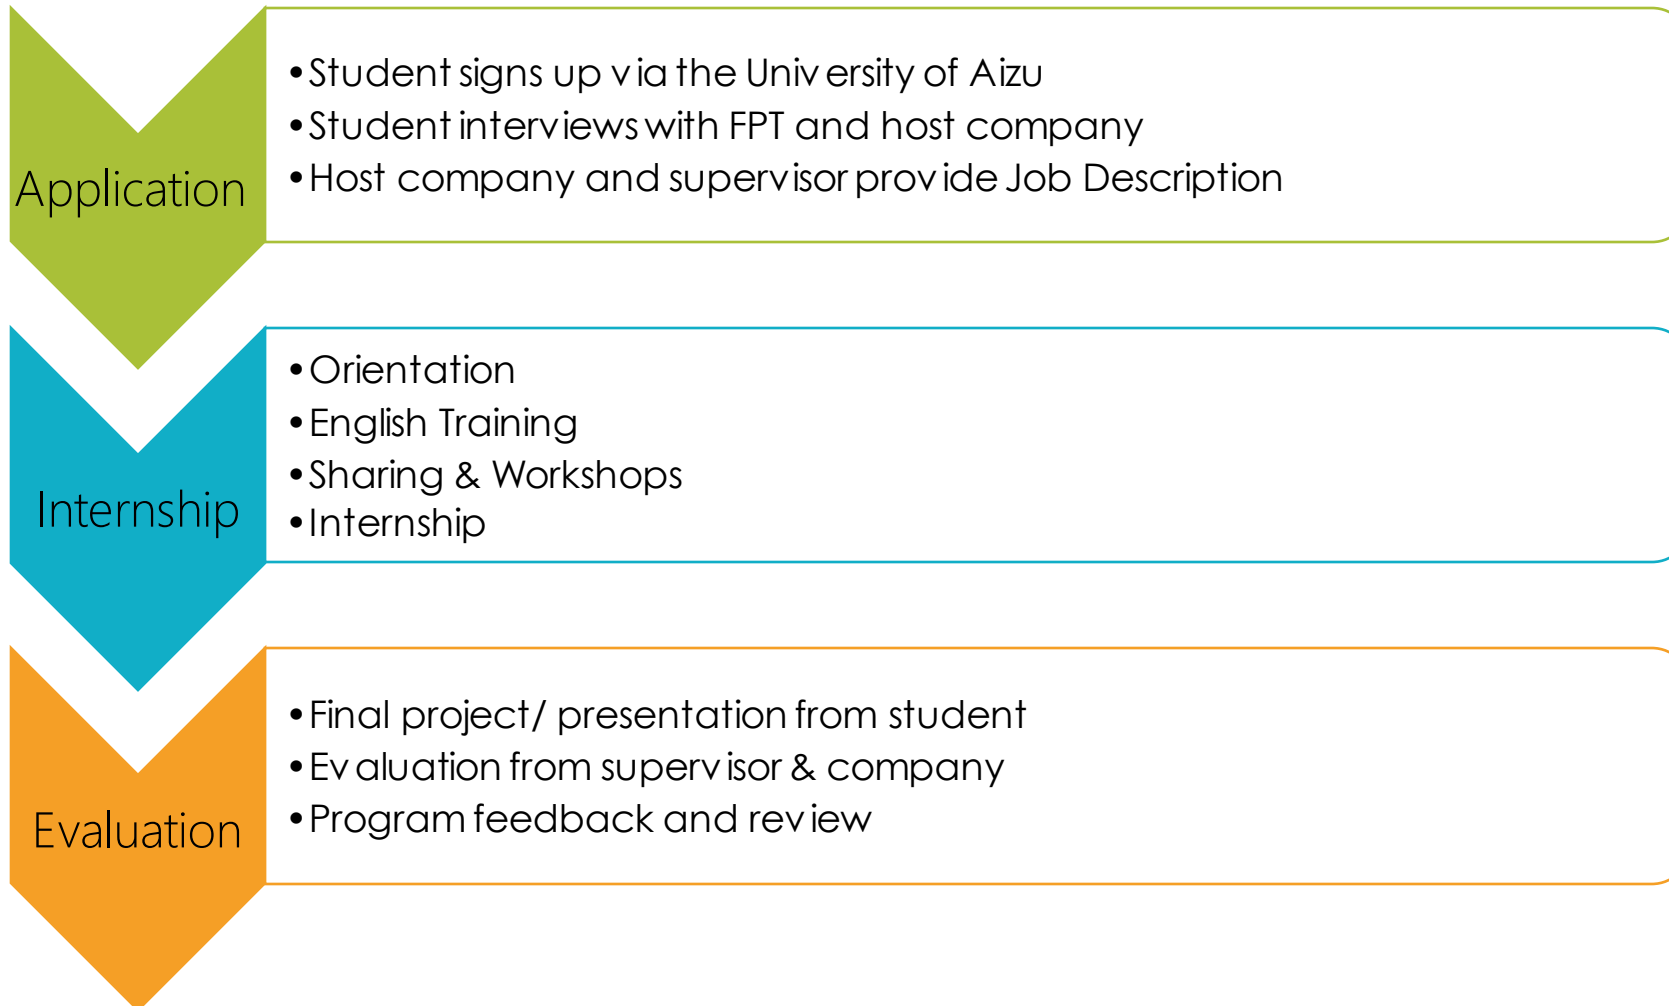 Application
•Student signs up via the University of Aizu
•Student interviews with FPT and host company
•Host company and supervisor provide Job Description
Internship
•Orientation
•English Training
•Sharing & Workshops
•Internship
Evaluation
•Final project/ presentation from student
•Evaluation from supervisor & company
•Program feedback and review